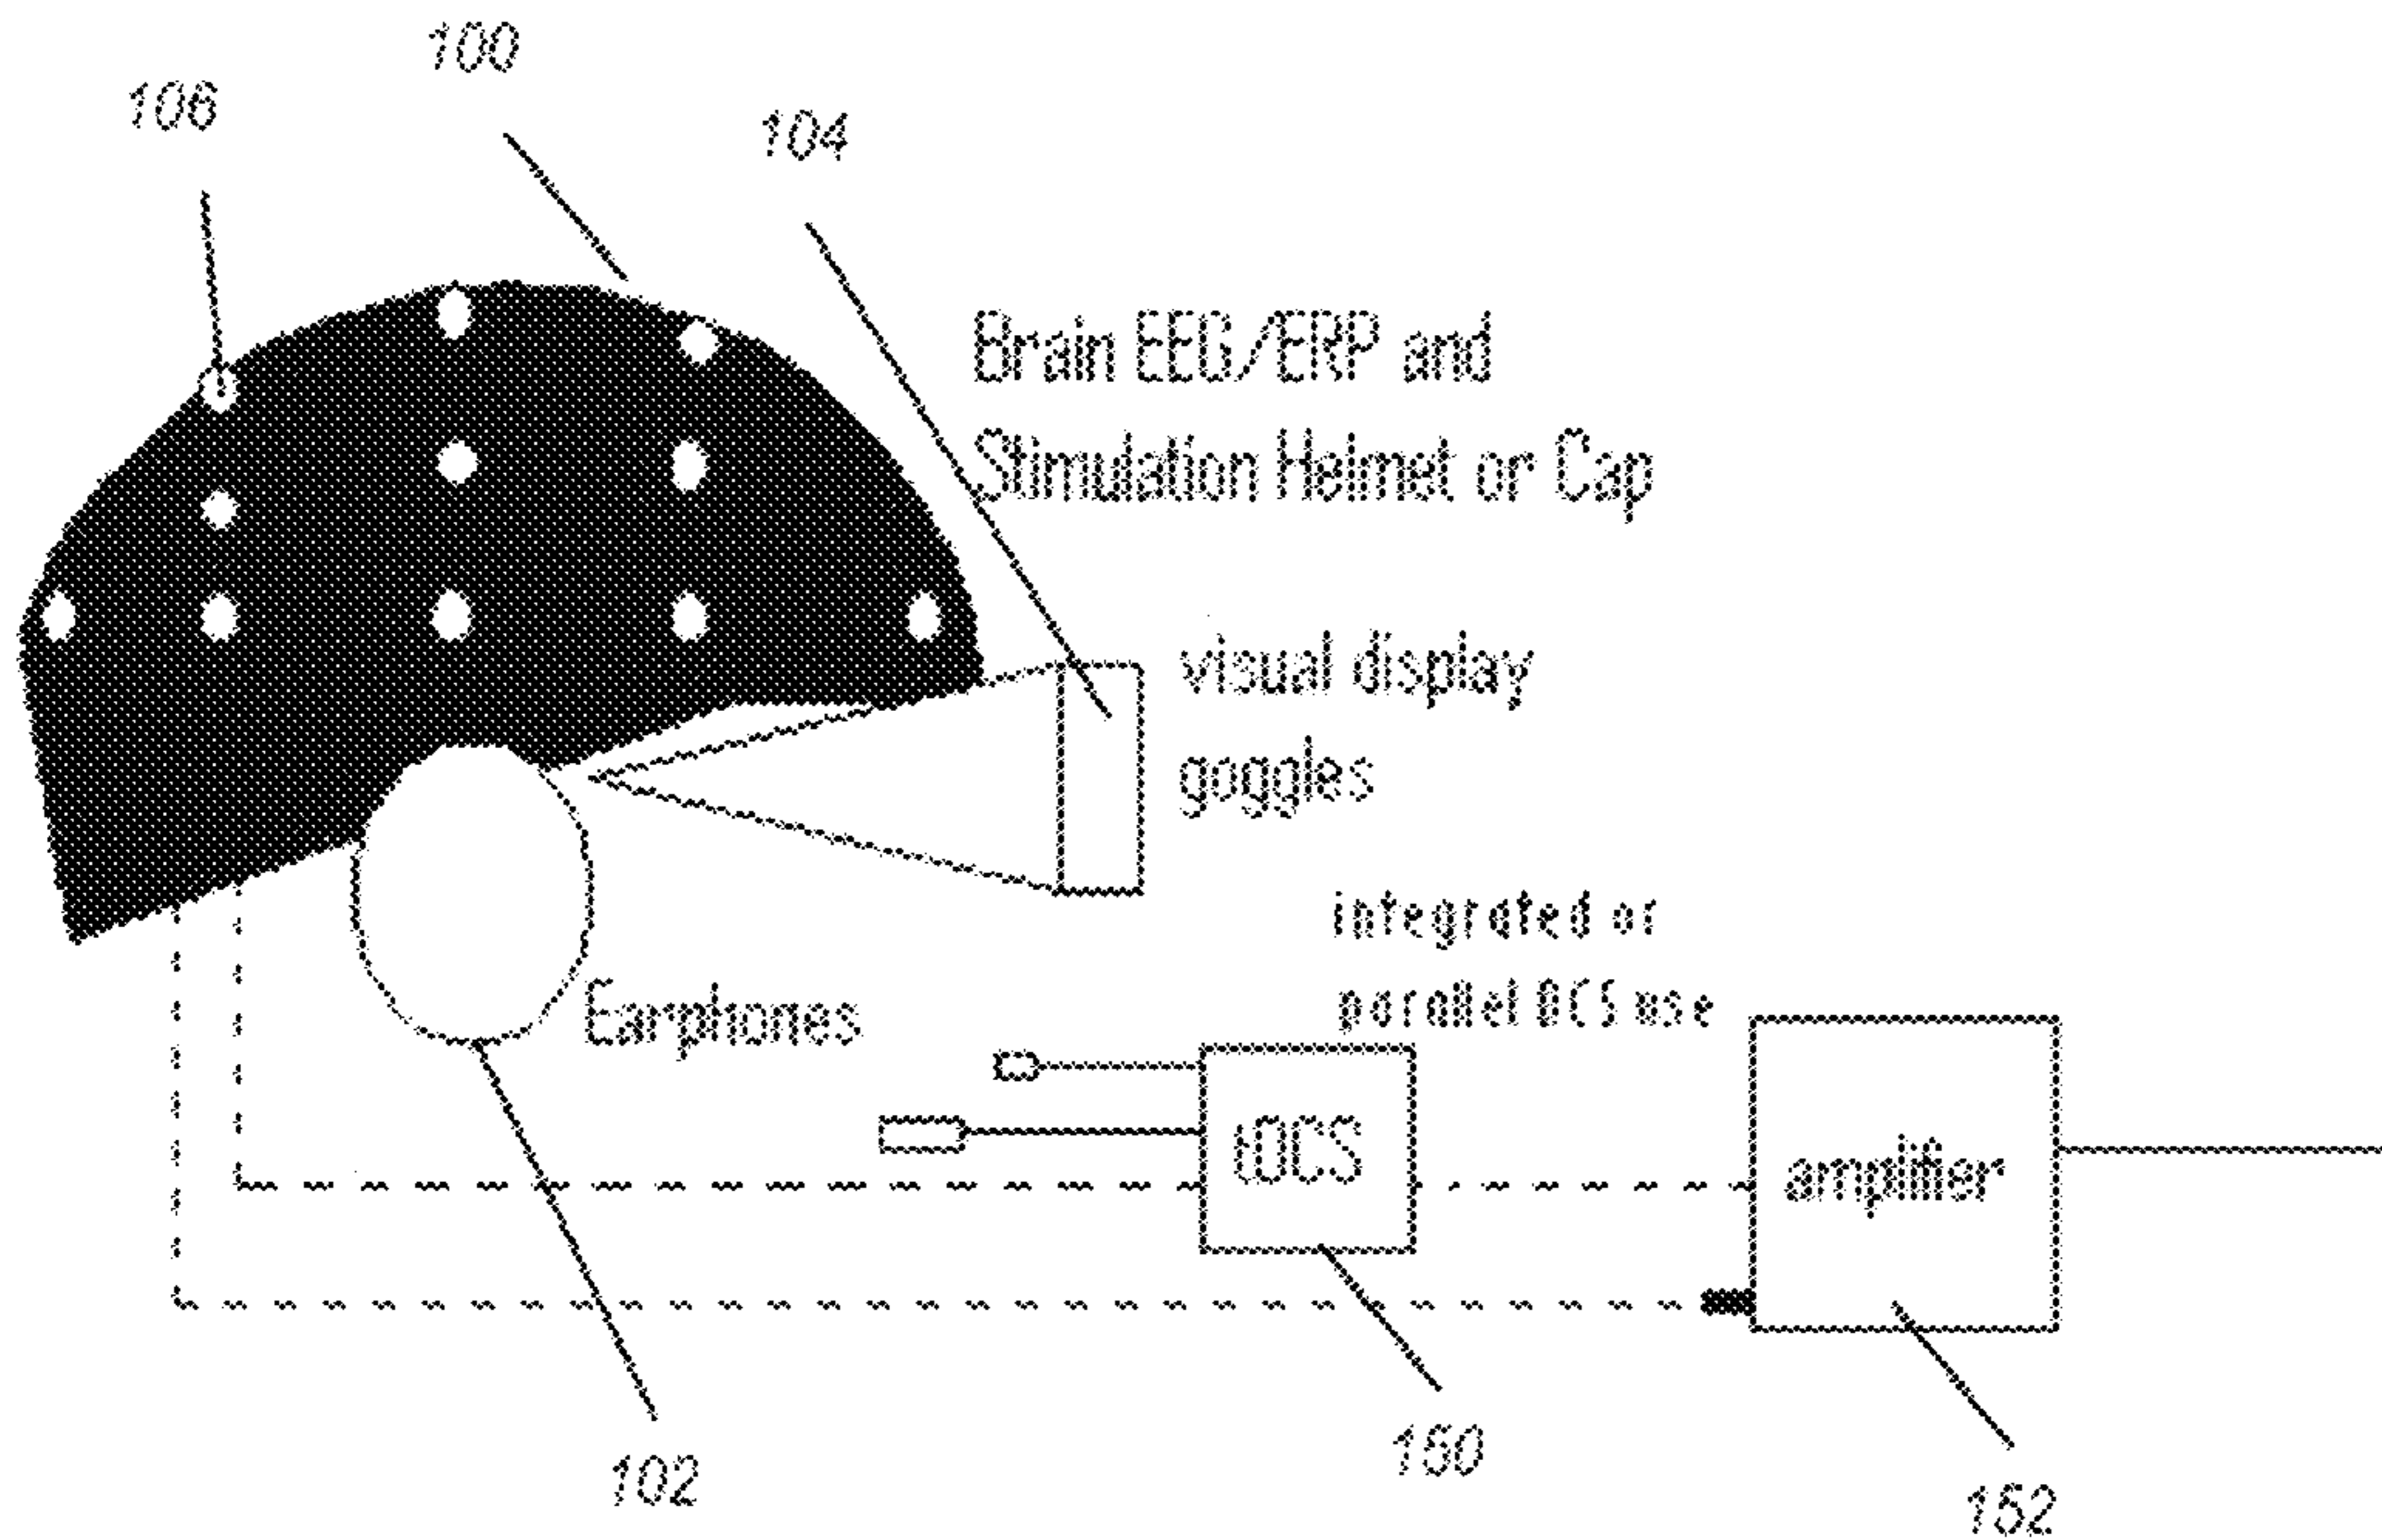 100
106
104
Brain EEG/ERP and
Stimulation Helmet or Cap
visual display
goggles
integrated or
parallel DCS use
Earphones
tDCS
amplifier
102
150
152